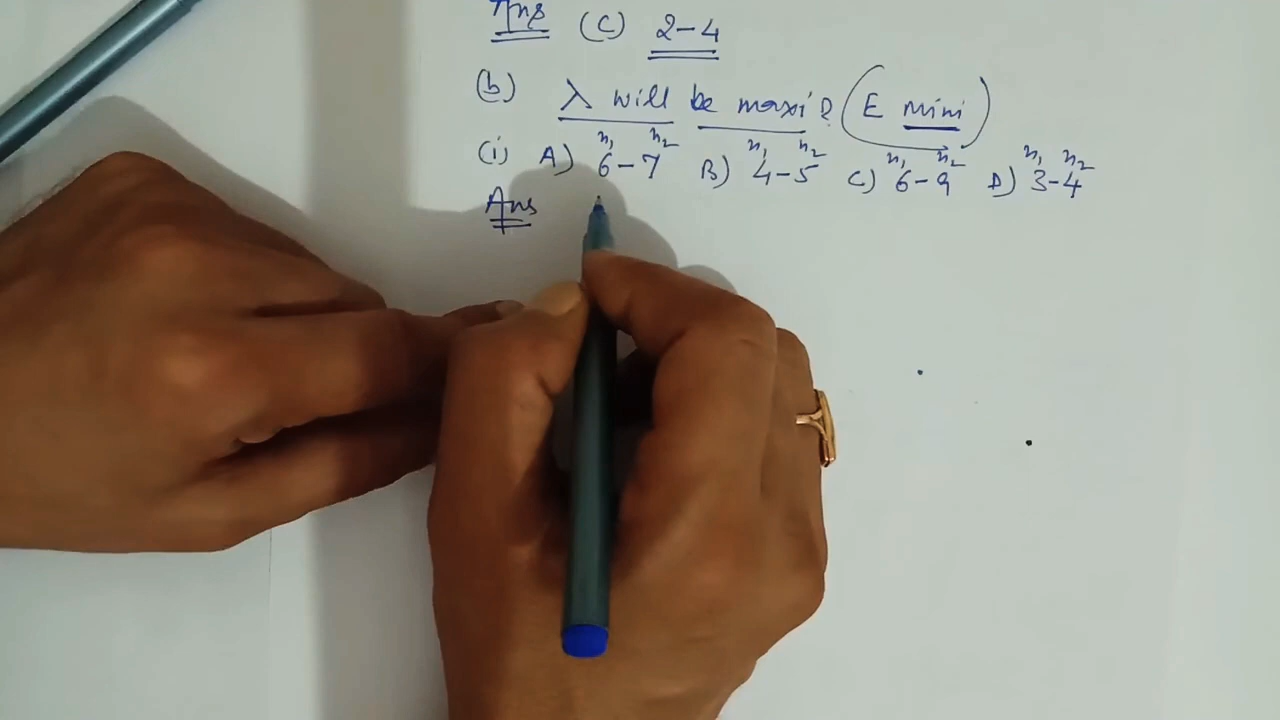 Ans (C) 2-4
(b) λ will be maxi? (E mini)
n₁ n₂ n₁ n₂ n₁ n₂ n₁ n₂
(i) A) 6-7 B) 4-5 C) 6-9 D) 3-4
Ans